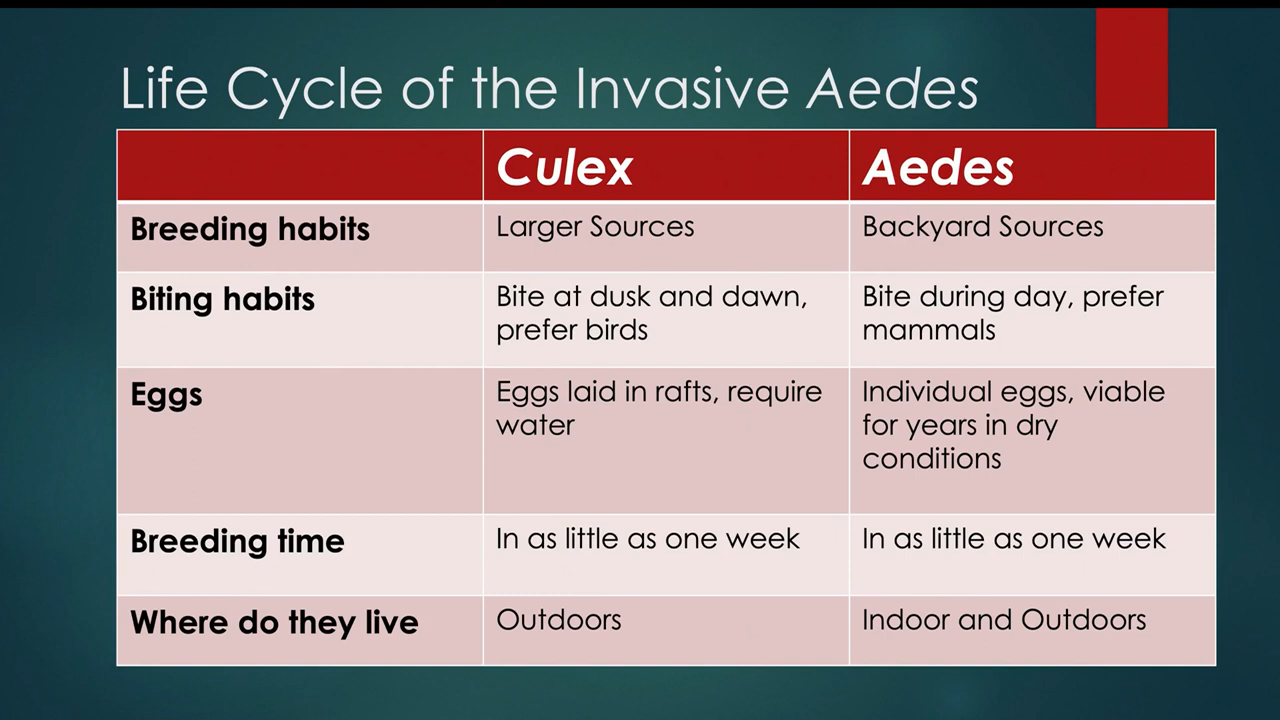 Life Cycle of the Invasive Aedes
Culex
Aedes
Breeding habits
Larger Sources
Backyard Sources
Biting habits
Bite at dusk and dawn,
prefer birds
Bite during day, prefer
mammals
Eggs
Eggs laid in rafts, require
water
Individual eggs, viable
for years in dry
conditions
Breeding time
In as little as one week
In as little as one week
Where do they live
Outdoors
Indoor and Outdoors